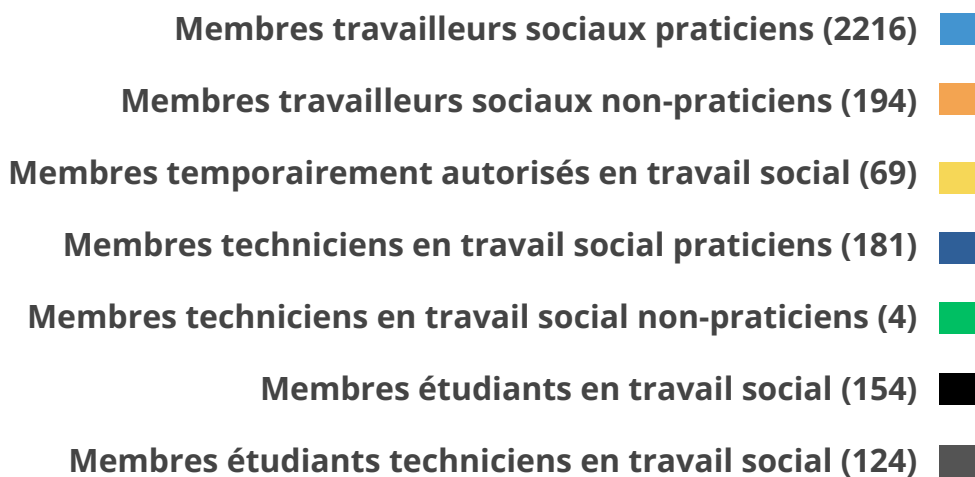 Membres travailleurs sociaux praticiens (2216)
Membres travailleurs sociaux non-praticiens (194)
Membres temporairement autorisés en travail social (69)
Membres techniciens en travail social praticiens (181)
Membres techniciens en travail social non-praticiens (4)
Membres étudiants en travail social (154)
Membres étudiants techniciens en travail social (124)